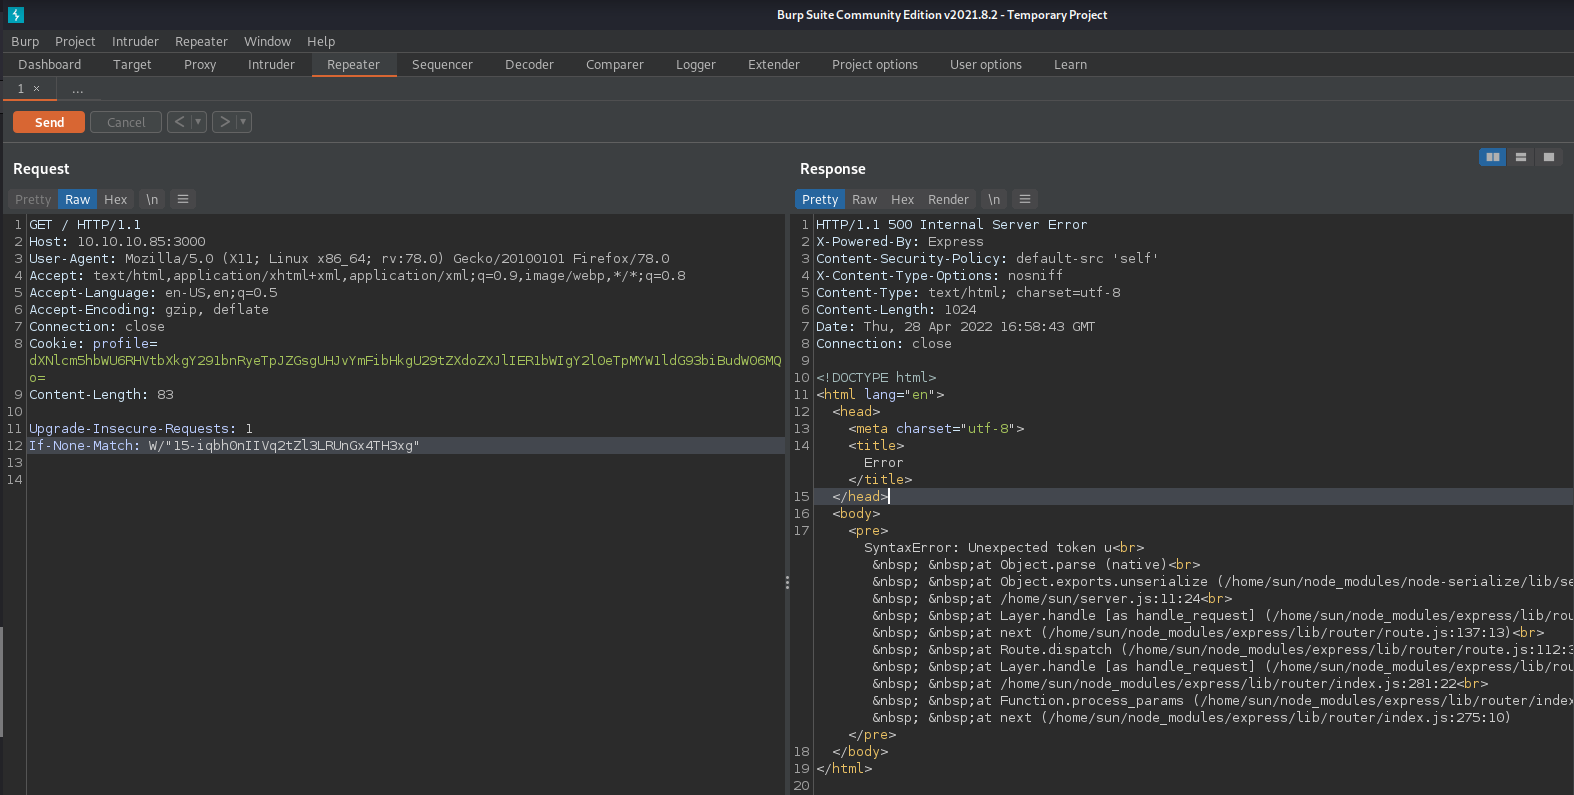 Burp Suite Community Edition v2021.8.2 - Temporary Project
Burp Project Intruder Repeater Window Help
Dashboard Target Proxy Intruder Repeater Sequencer Decoder Comparer Logger Extender Project options User options Learn
1 × ...
Send Cancel < >
Request
Pretty Raw Hex \n
1 GET / HTTP/1.1
2 Host: 10.10.10.85:3000
3 User-Agent: Mozilla/5.0 (X11; Linux x86_64; rv:78.0) Gecko/20100101 Firefox/78.0
4 Accept: text/html,application/xhtml+xml,application/xml;q=0.9,image/webp,*/*;q=0.8
5 Accept-Language: en-US,en;q=0.5
6 Accept-Encoding: gzip, deflate
7 Connection: close
8 Cookie: profile=
dXNlcm5hbWU6RHVtbXkgY291bnRyeTpJZGsgUHJvYmFibHkgU29tZXdoZXJlIER1bWIgY2l0eTpMYW1ldG93biBudW06MQ
o=
9 Content-Length: 83
10
11 Upgrade-Insecure-Requests: 1
12 If-None-Match: W/"15-iqbh0nIIVq2tZl3LRUnGx4TH3xg"
13
14
Response
Pretty Raw Hex Render \n
1 HTTP/1.1 500 Internal Server Error
2 X-Powered-By: Express
3 Content-Security-Policy: default-src 'self'
4 X-Content-Type-Options: nosniff
5 Content-Type: text/html; charset=utf-8
6 Content-Length: 1024
7 Date: Thu, 28 Apr 2022 16:58:43 GMT
8 Connection: close
9
10 <!DOCTYPE html>
11 <html lang="en">
12 <head>
13 <meta charset="utf-8">
14 <title>
Error
</title>
15 </head>
16 <body>
17 <pre>
SyntaxError: Unexpected token u<br>
&nbsp; &nbsp;at Object.parse (native)<br>
&nbsp; &nbsp;at Object.exports.unserialize (/home/sun/node_modules/node-serialize/lib/se
&nbsp; &nbsp;at /home/sun/server.js:11:24<br>
&nbsp; &nbsp;at Layer.handle [as handle_request] (/home/sun/node_modules/express/lib/rou
&nbsp; &nbsp;at next (/home/sun/node_modules/express/lib/router/route.js:137:13)<br>
&nbsp; &nbsp;at Route.dispatch (/home/sun/node_modules/express/lib/router/route.js:112:3
&nbsp; &nbsp;at Layer.handle [as handle_request] (/home/sun/node_modules/express/lib/rou
&nbsp; &nbsp;at /home/sun/node_modules/express/lib/router/index.js:281:22<br>
&nbsp; &nbsp;at Function.process_params (/home/sun/node_modules/express/lib/router/index
&nbsp; &nbsp;at next (/home/sun/node_modules/express/lib/router/index.js:275:10)
</pre>
18 </body>
19 </html>
20